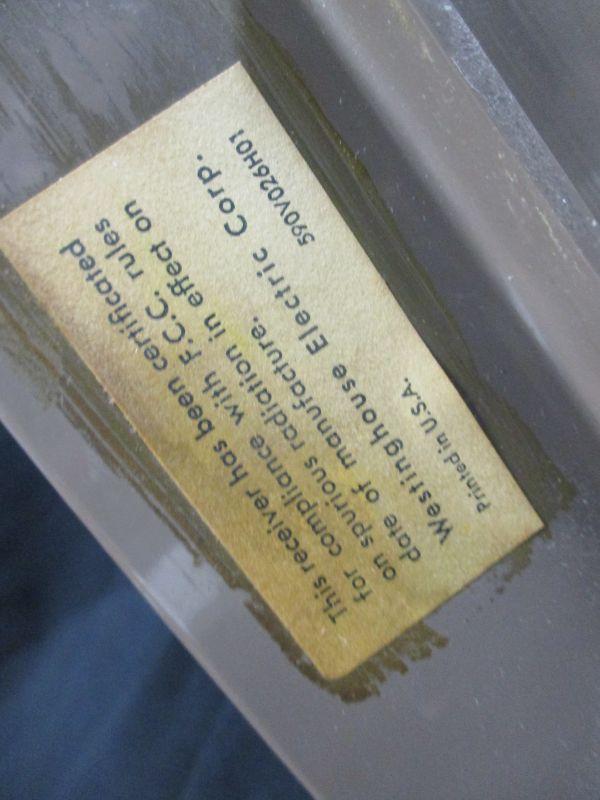 This receiver has been certificated
for compliance with F.C.C. rules
on spurious radiation in effect on
date of manufacture.
Westinghouse Electric Corp.
Printed in U.S.A. 590V026H01